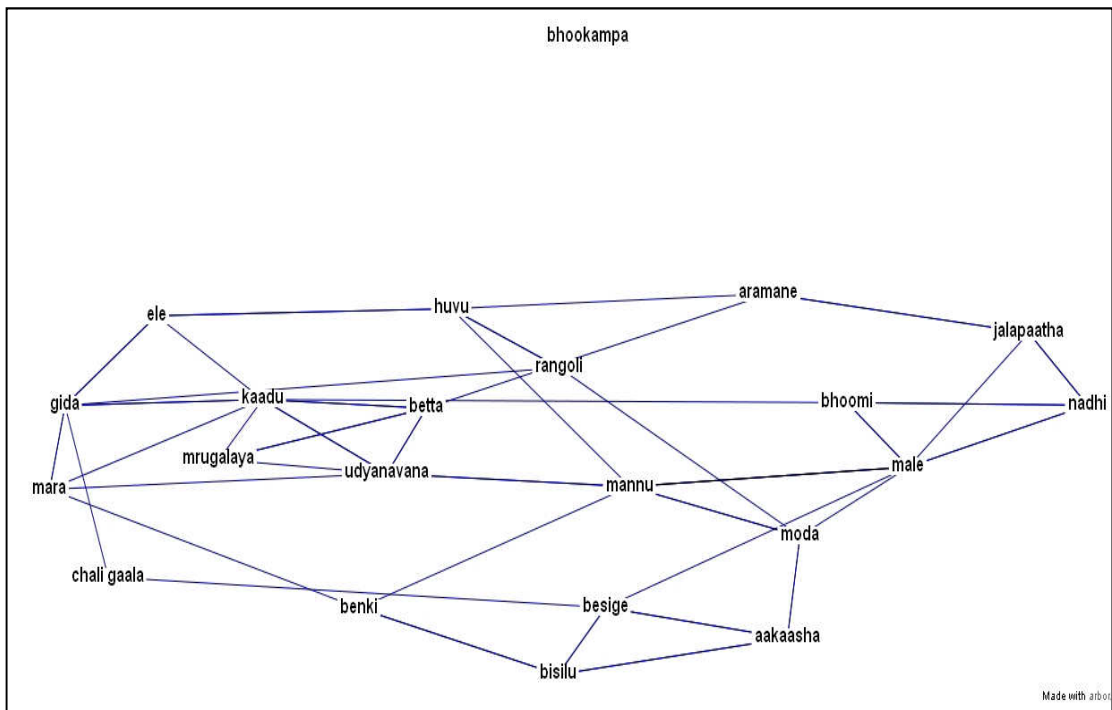 bhookampa
aramane
huvu
ele
jalapaatha
rangoli
kaadu
gida
betta
bhoomi
nadhi
mrugalaya
udyanavana
male
mara
mannu
moda
chali gaala
benki
besige
aakaasha
bisilu
Made with arbor